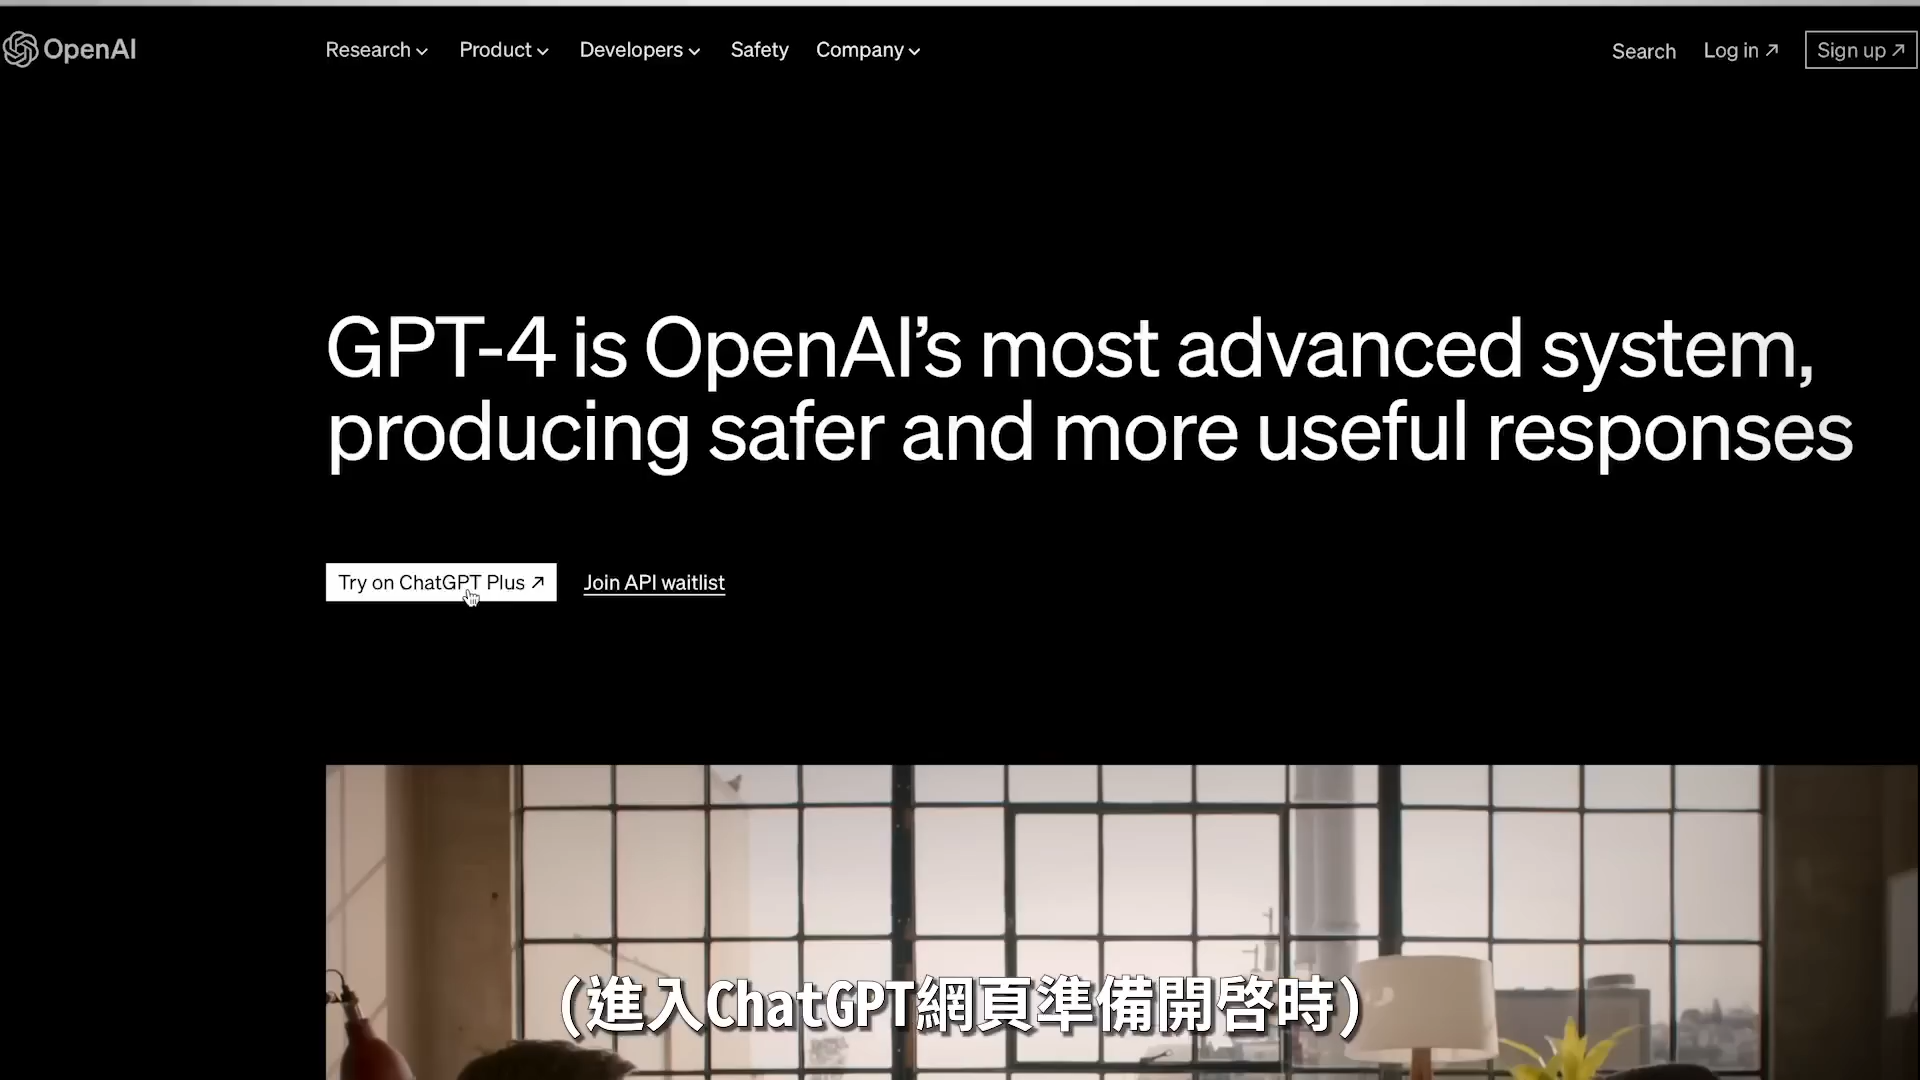 OpenAI
Research Product Developers Safety Company
Search Log in ↗ Sign up ↗
GPT-4 is OpenAI’s most advanced system,
producing safer and more useful responses
Try on ChatGPT Plus ↗ Join API waitlist
(進入ChatGPT網頁準備開啓時)